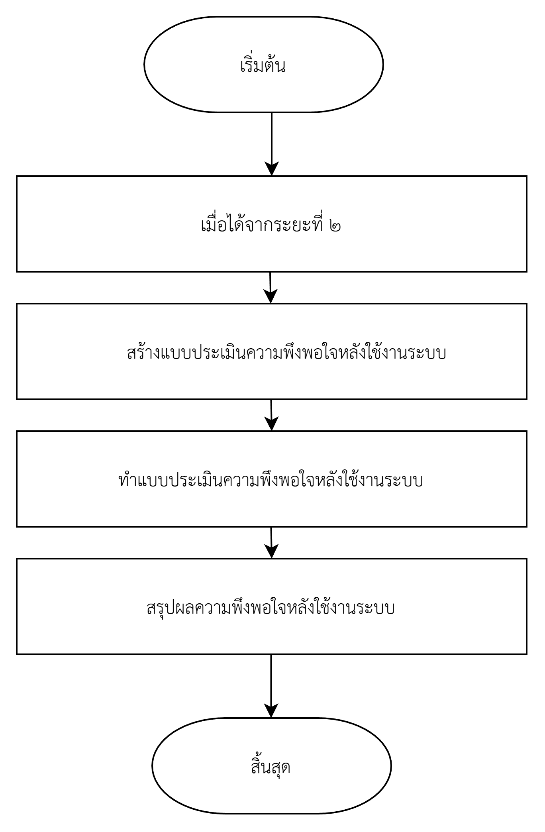 เริ่มต้น
เมื่อได้จากระยะที่ ๒
สร้างแบบประเมินความพึงพอใจหลังใช้งานระบบ
ทำแบบประเมินความพึงพอใจหลังใช้งานระบบ
สรุปผลความพึงพอใจหลังใช้งานระบบ
สิ้นสุด